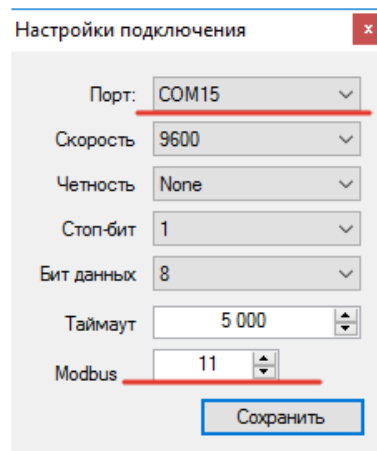 Настройки подключения x
Порт: COM15
Скорость 9600
Четность None
Стоп-бит 1
Бит данных 8
Таймаут 5 000
Modbus 11
Сохранить